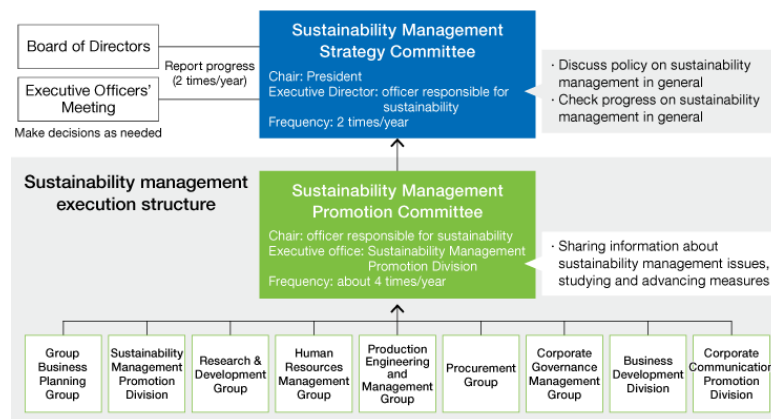 Board of Directors
Executive Officers'
Meeting
Make decisions as needed
Report progress
(2 times/year)
Sustainability Management
Strategy Committee
Chair: President
Executive Director: officer responsible for
sustainability
Frequency: 2 times/year
· Discuss policy on sustainability
management in general
· Check progress on sustainability
management in general
Sustainability management
execution structure
Sustainability Management
Promotion Committee
Chair: officer responsible for sustainability
Executive office: Sustainability Management
Promotion Division
Frequency: about 4 times/year
· Sharing information about
sustainability management issues,
studying and advancing measures
Group
Business
Planning
Group
Sustainability
Management
Promotion
Division
Research &
Development
Group
Human
Resources
Management
Group
Production
Engineering
and
Management
Group
Procurement
Group
Corporate
Governance
Management
Group
Business
Development
Division
Corporate
Communication
Promotion
Division